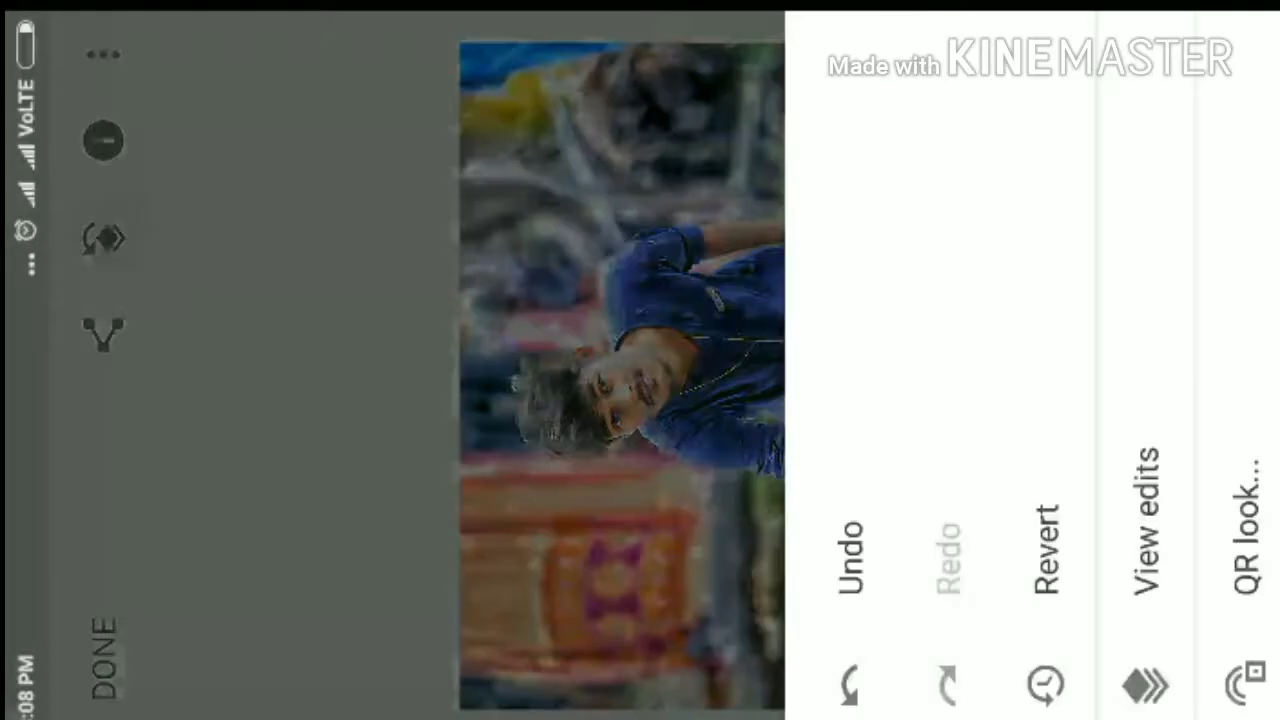 Made with KINEMASTER
:08 PM
... VoLTE
DONE
Undo
Redo
Revert
View edits
QR look...